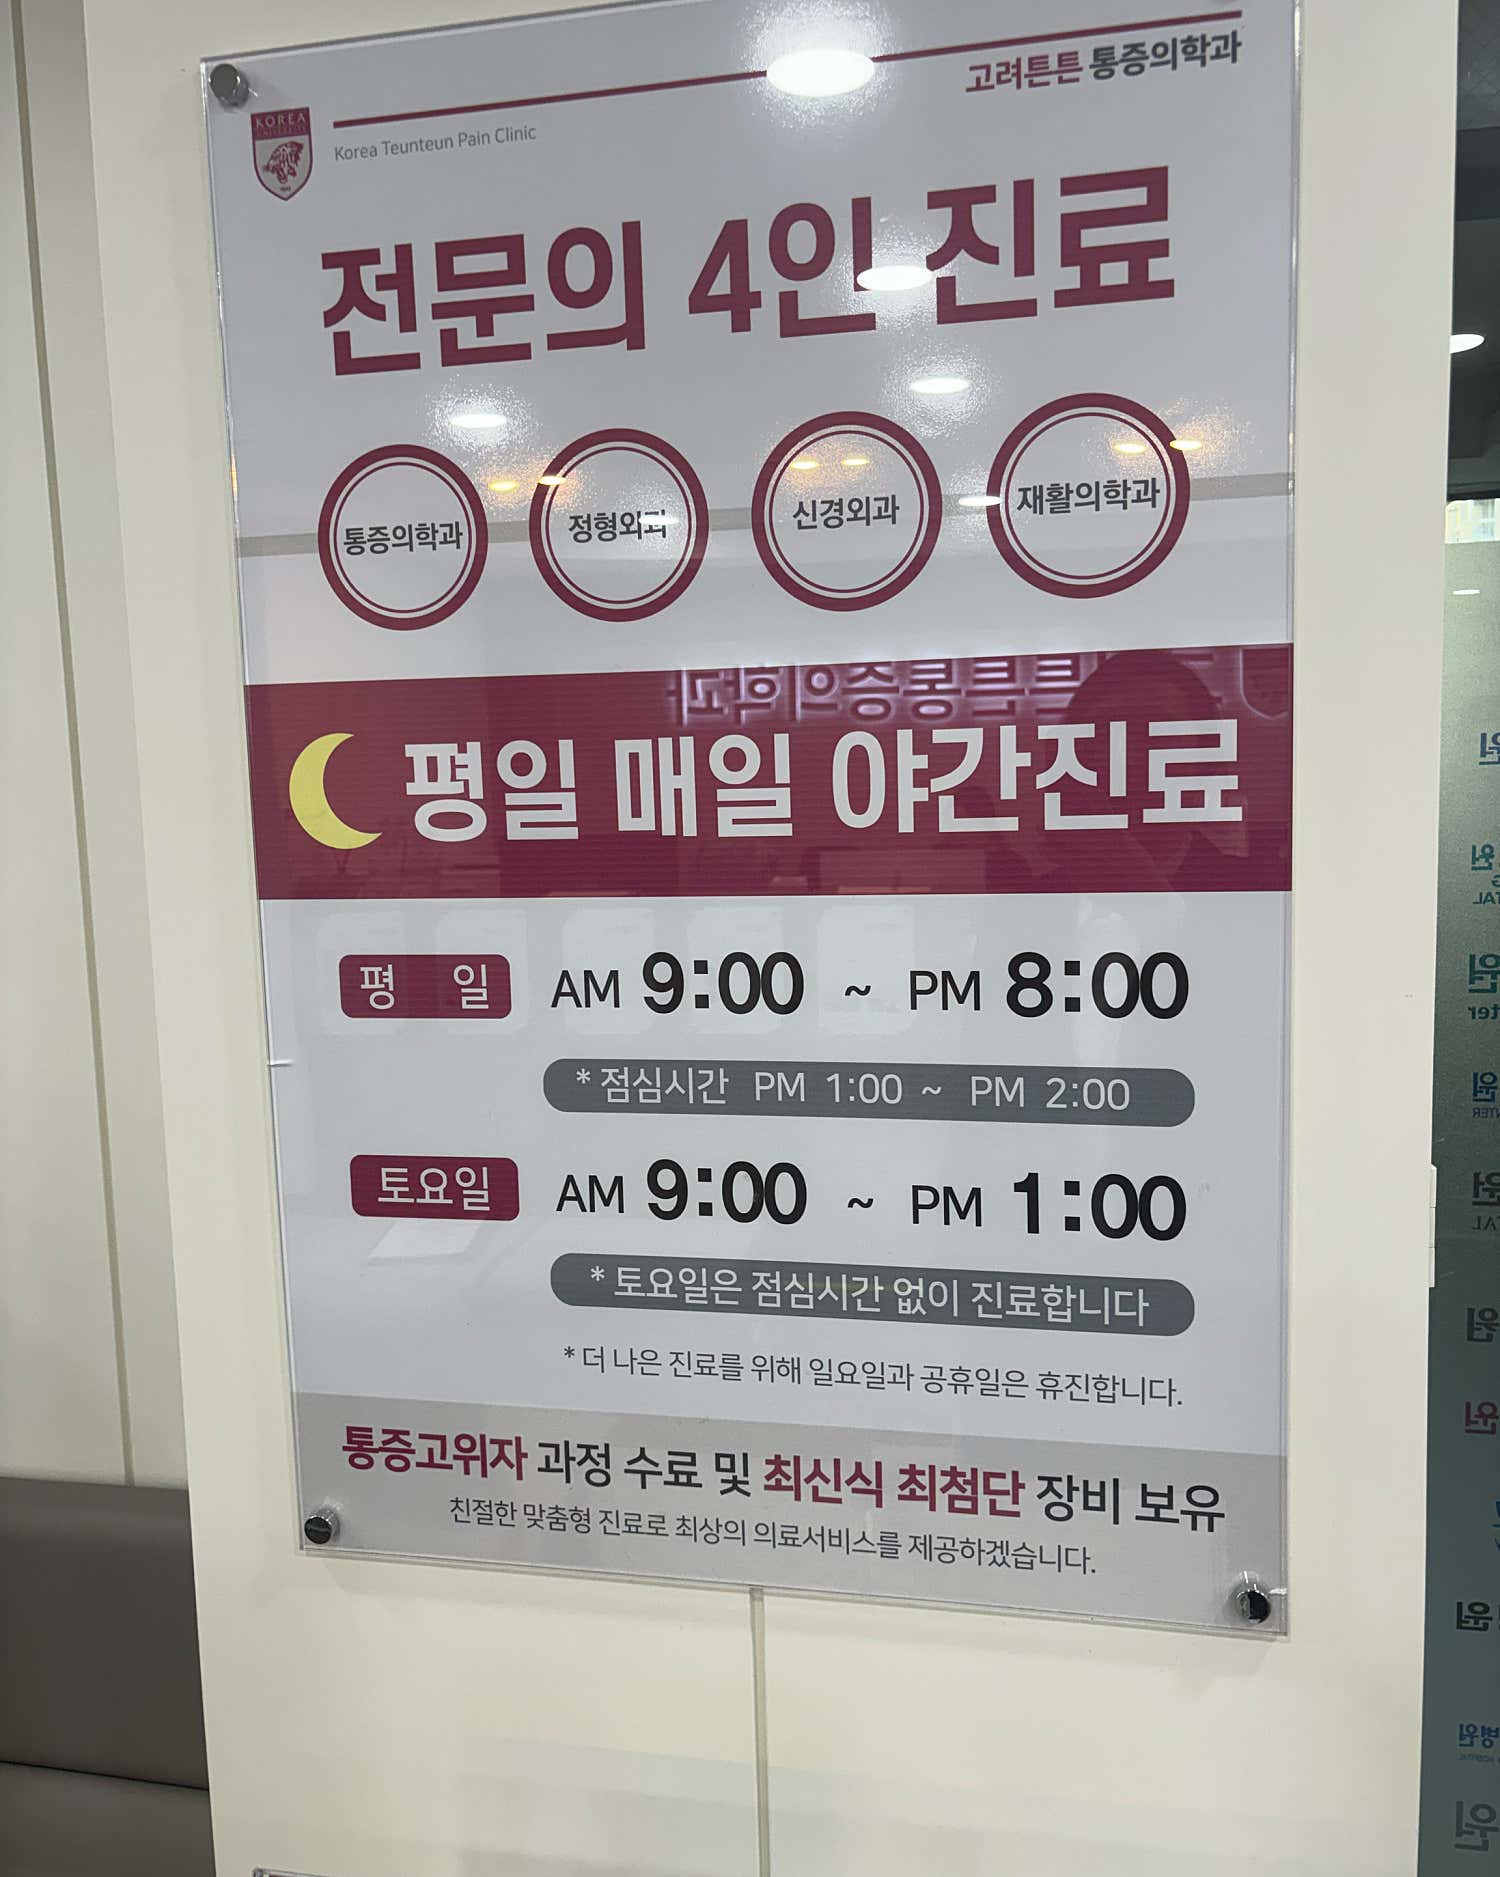 고려튼튼 통증의학과
KOREA
UNIVERSITY
Korea Teunteun Pain Clinic
전문의 4인 진료
통증의학과 정형외과 신경외과 재활의학과
평일 매일 야간진료
평 일 AM 9:00 ~ PM 8:00
* 점심시간 PM 1:00 ~ PM 2:00
토요일 AM 9:00 ~ PM 1:00
* 토요일은 점심시간 없이 진료합니다
* 더 나은 진료를 위해 일요일과 공휴일은 휴진합니다.
통증고위자 과정 수료 및 최신식 최첨단 장비 보유
친절한 맞춤형 진료로 최상의 의료서비스를 제공하겠습니다.